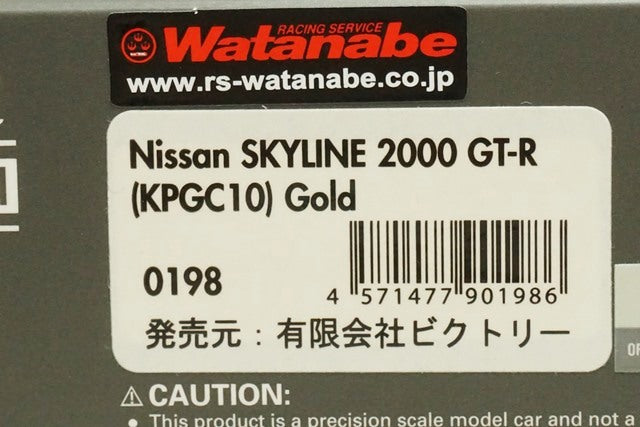 RACING SERVICE
Watanabe
www.rs-watanabe.co.jp
Nissan SKYLINE 2000 GT-R
(KPGC10) Gold
0198
4 571477 901986
発売元：有限会社ビクトリー
⚠ CAUTION:
• This product is a precision scale model car and not a